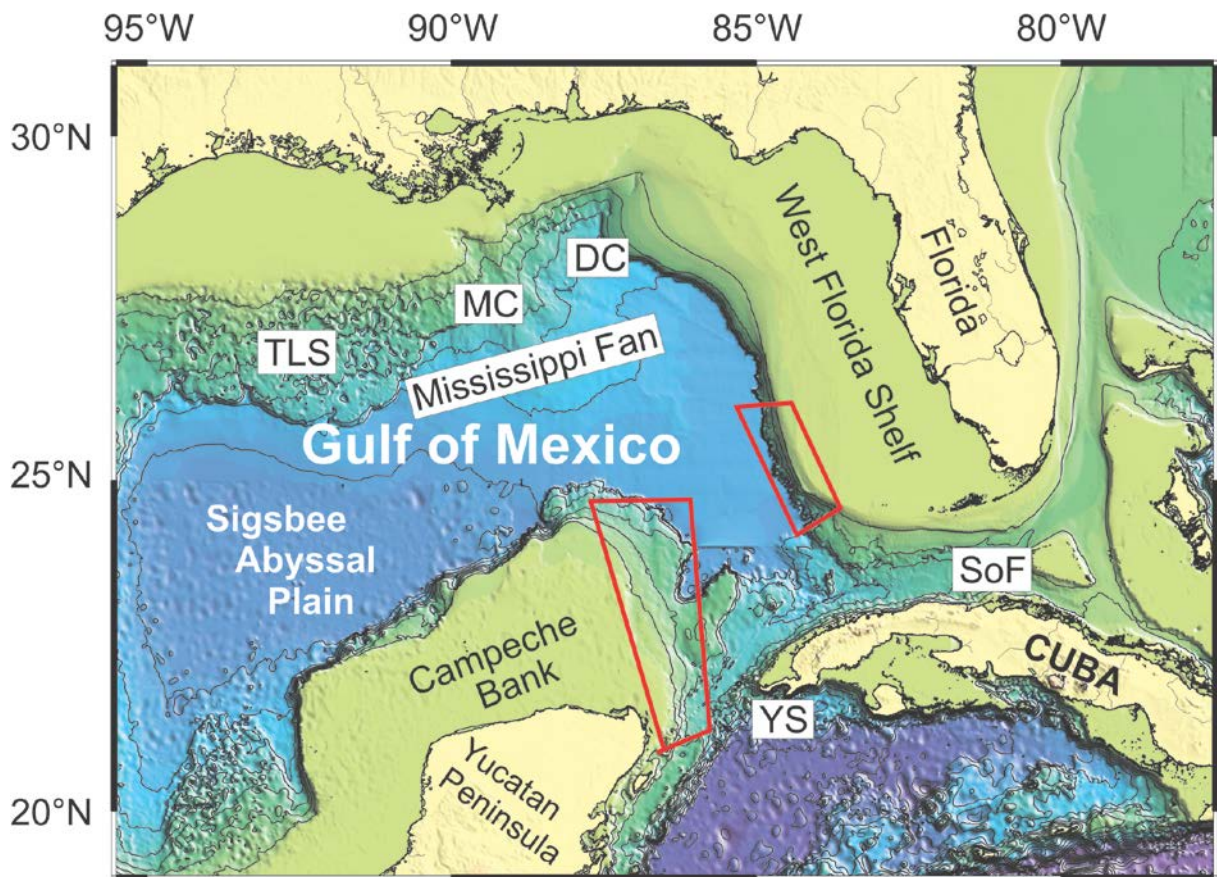 95°W 90°W 85°W 80°W
30°N
25°N
20°N
DC
MC
TLS
Mississippi Fan
Gulf of Mexico
Sigsbee
Abyssal
Plain
West Florida Shelf
Florida
SoF
Campeche
Bank
CUBA
YS
Yucatan
Peninsula